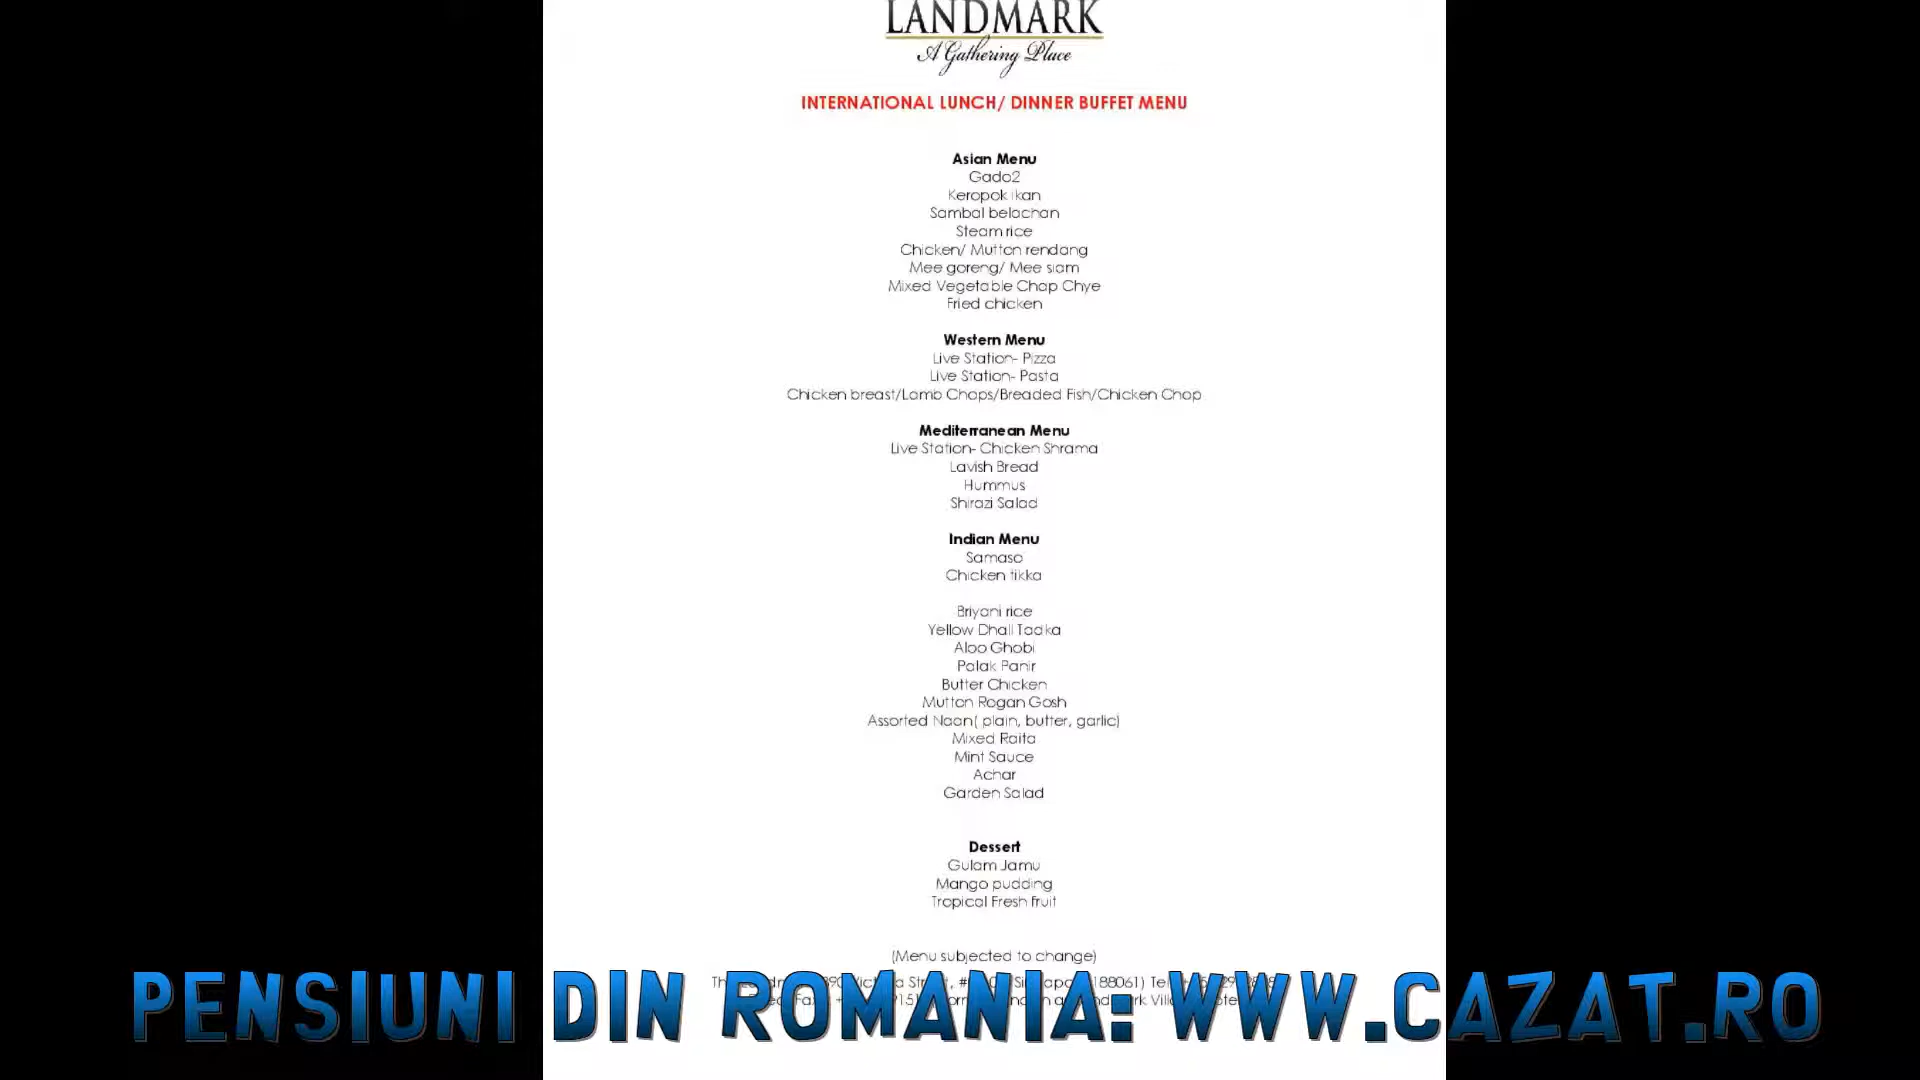 LANDMARK
A Gathering Place
INTERNATIONAL LUNCH/ DINNER BUFFET MENU
Asian Menu
Gado2
Keropok ikan
Sambal belachan
Steam rice
Chicken/ Mutton rendang
Mee goreng/ Mee siam
Mixed Vegetable Chap Chye
Fried chicken
Western Menu
Live Station- Pizza
Live Station- Pasta
Chicken breast/Lamb Chops/Breaded Fish/Chicken Chop
Mediterranean Menu
Live Station- Chicken Shrama
Lavish Bread
Hummus
Shirazi Salad
Indian Menu
Samaso
Chicken tikka
Briyani rice
Yellow Dhall Tadka
Aloo Ghobi
Palak Panir
Butter Chicken
Mutton Rogan Gosh
Assorted Naan( plain, butter, garlic)
Mixed Raita
Mint Sauce
Achar
Garden Salad
Dessert
Gulam Jamu
Mango pudding
Tropical Fresh fruit
(Menu subjected to change)
188061) Tel
PENSIUNI DIN ROMANIA: WWW.CAZAT.RO